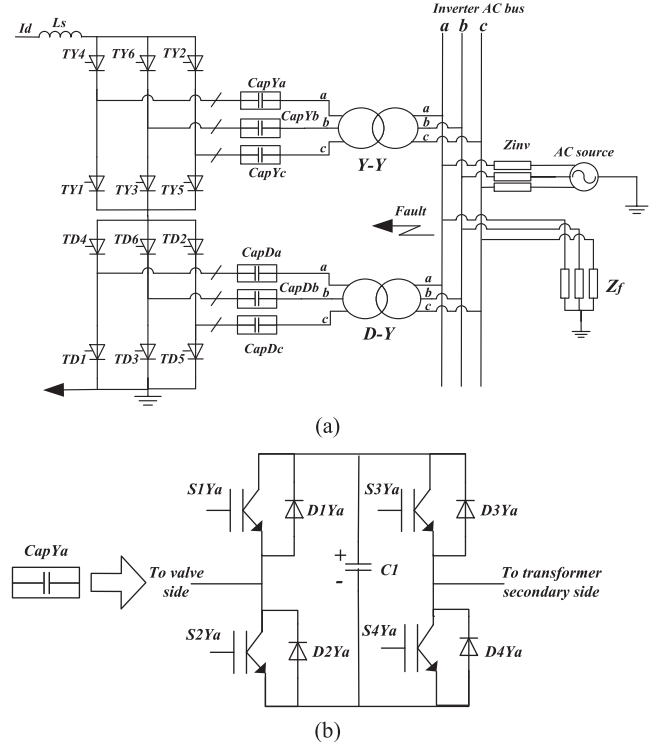 Inverter AC bus
a b c
Id Ls
TY4 TY6 TY2
CapYa
a a
CapYb
b b
c c
CapYc
Y-Y
Zinv AC source
TY1 TY3 TY5
Fault
TD4 TD6 TD2
CapDa
a a
CapDb
b b
c c
Zf
D-Y
TD1 TD3 TD5
CapDc
(a)
S1Ya D1Ya S3Ya D3Ya
CapYa
To valve
side
+
-
C1
To transformer
secondary side
S2Ya D2Ya S4Ya D4Ya
(b)